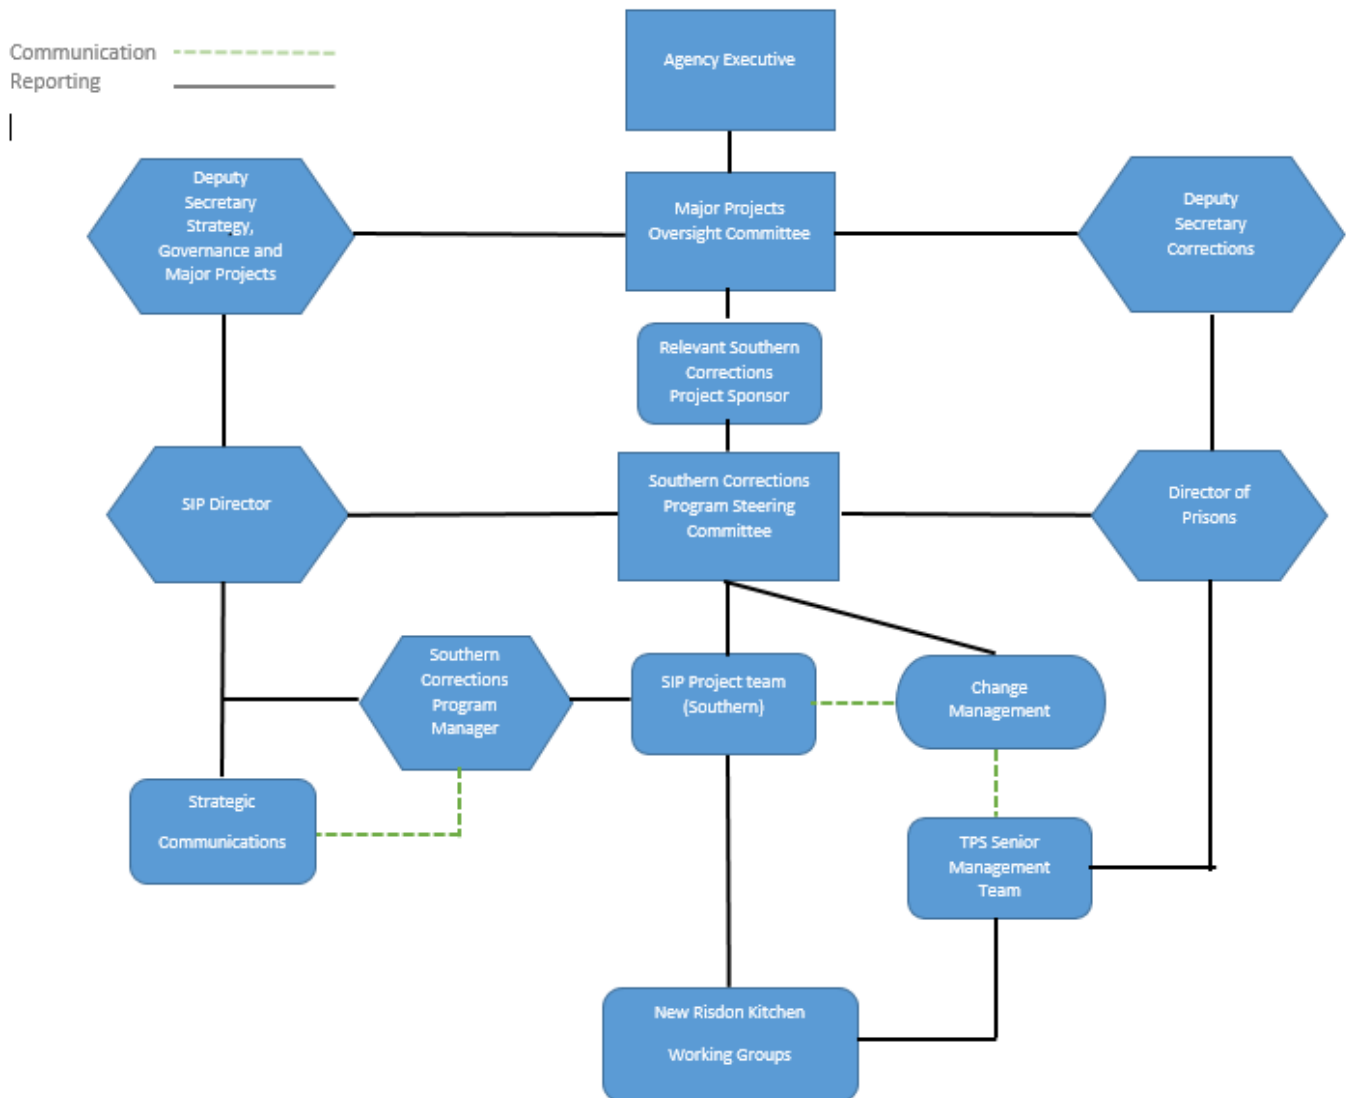 Communication
Reporting
Agency Executive
Deputy
Secretary
Strategy,
Governance and
Major Projects
Major Projects
Oversight Committee
Deputy
Secretary
Corrections
Relevant Southern
Corrections
Project Sponsor
SIP Director
Southern Corrections
Program Steering
Committee
Director of
Prisons
Southern
Corrections
Program
Manager
SIP Project team
(Southern)
Change
Management
Strategic
Communications
TPS Senior
Management
Team
New Risdon Kitchen
Working Groups